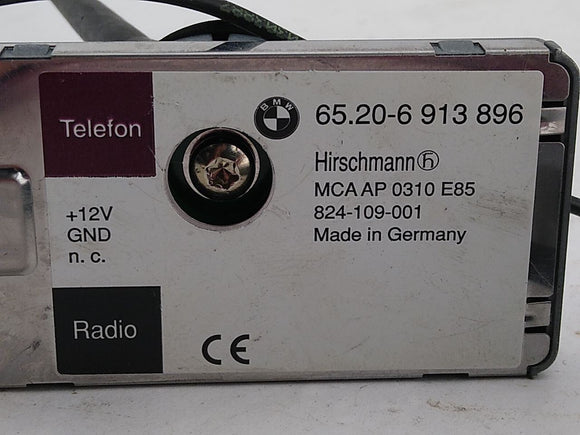 Telefon
+12V
GND
n. c.
Radio
BMW
65.20-6 913 896
Hirschmann h
MCA AP 0310 E85
824-109-001
Made in Germany
CE